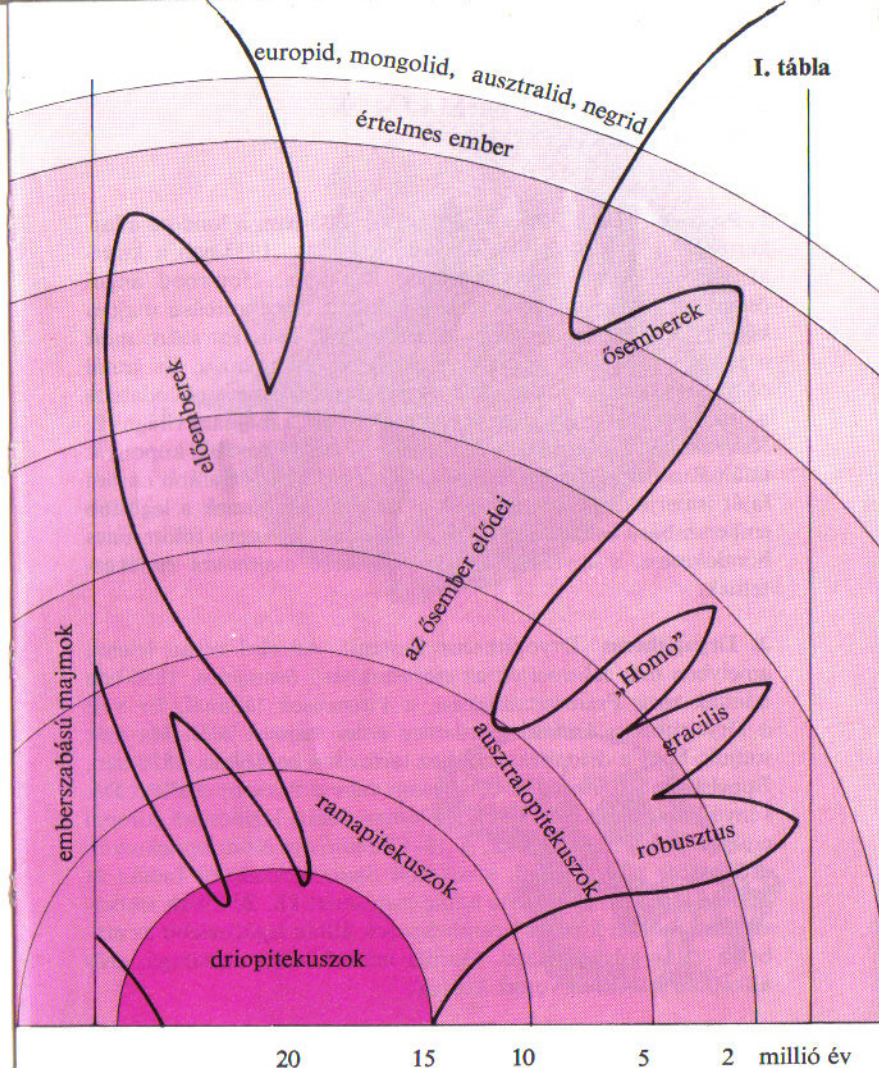 europid, mongolid, ausztralid, negrid
I. tábla
értelmes ember
ősemberek
előemberek
az ősember elődei
„Homo”
gracilis
robusztus
ausztralopitekuszok
ramapitekuszok
emberszabású majmok
driopitekuszok
20 15 10 5 2 millió év